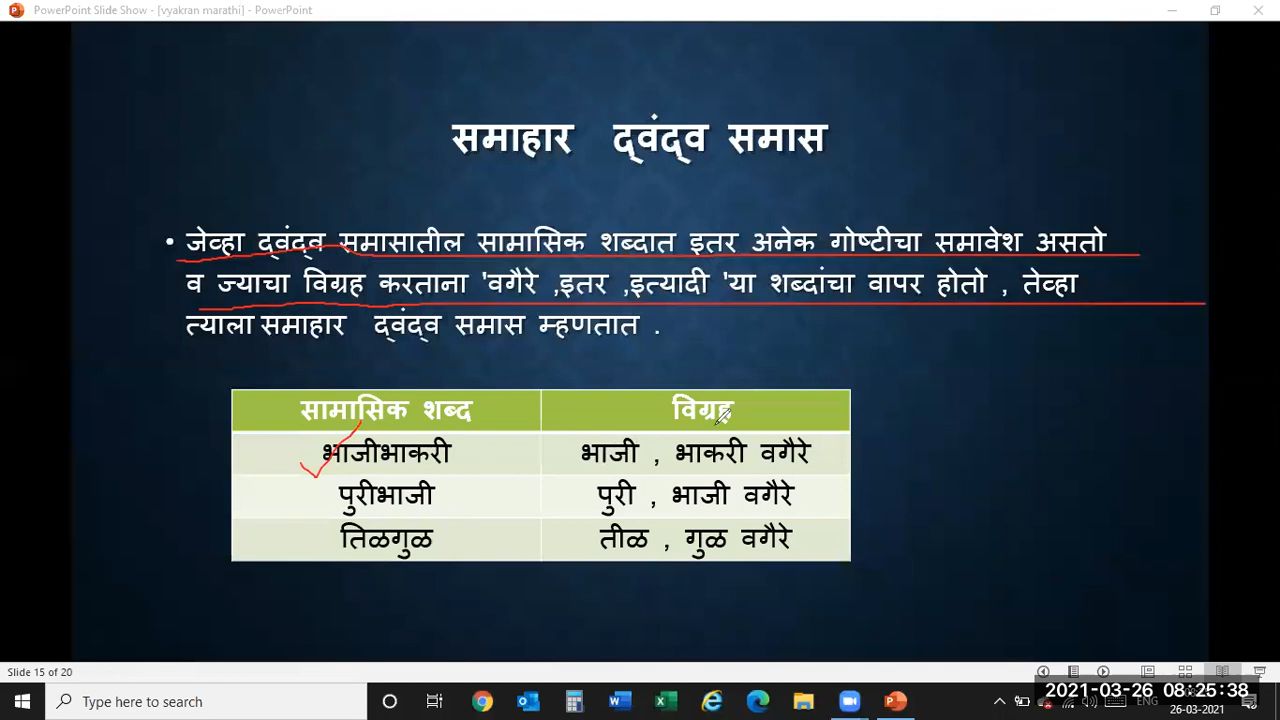 PowerPoint Slide Show - [vyakran marathi] - PowerPoint
समाहार द्वंद्व समास
• जेव्हा द्वंद्व समासातील सामासिक शब्दात इतर अनेक गोष्टीचा समावेश असतो
व ज्याचा विग्रह करताना 'वगैरे ,इतर ,इत्यादी 'या शब्दांचा वापर होतो , तेव्हा
त्याला समाहार द्वंद्व समास म्हणतात .
सामासिक शब्द विग्रह
भाजीभाकरी भाजी , भाकरी वगैरे
पुरीभाजी पुरी , भाजी वगैरे
तिळगुळ तीळ , गुळ वगैरे
Slide 15 of 20
Type here to search
ENG
2021-03-26 08:25:38
26-03-2021